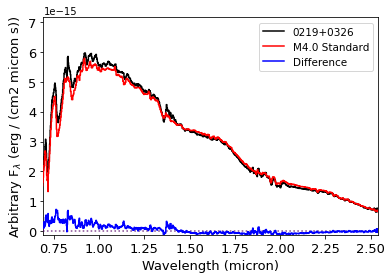 1e−15
7
6
5
4
3
2
1
0
Arbitrary Fλ (erg / (cm2 micron s))
0219+0326
M4.0 Standard
Difference
0.75 1.00 1.25 1.50 1.75 2.00 2.25 2.50
Wavelength (micron)